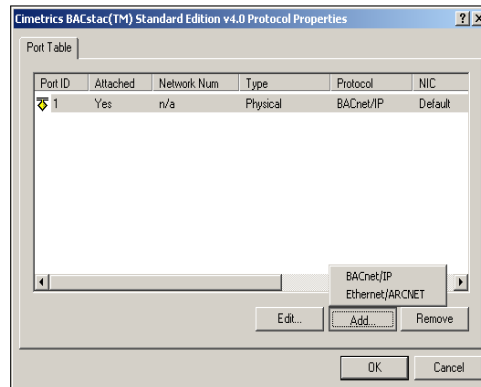 Cimetrics BACstac(TM) Standard Edition v4.0 Protocol Properties
Port Table
Port ID Attached Network Num Type Protocol NIC
1 Yes n/a Physical BACnet/IP Default
BACnet/IP
Ethernet/ARCNET
Edit... Add... Remove
OK Cancel